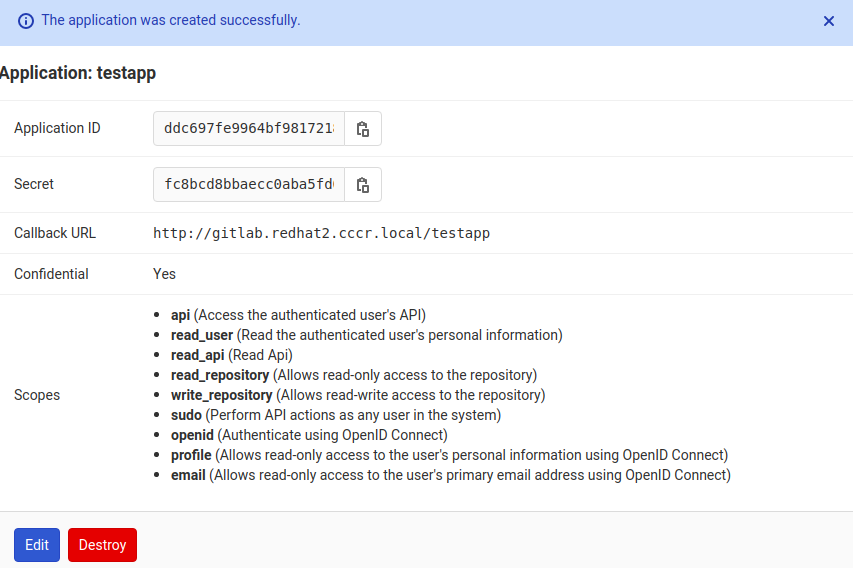 The application was created successfully.
Application: testapp
Application ID ddc697fe9964bf981721
Secret fc8bcd8bbaecc0aba5fd
Callback URL http://gitlab.redhat2.cccr.local/testapp
Confidential Yes
Scopes
api (Access the authenticated user's API)
read_user (Read the authenticated user's personal information)
read_api (Read Api)
read_repository (Allows read-only access to the repository)
write_repository (Allows read-write access to the repository)
sudo (Perform API actions as any user in the system)
openid (Authenticate using OpenID Connect)
profile (Allows read-only access to the user's personal information using OpenID Connect)
email (Allows read-only access to the user's primary email address using OpenID Connect)
Edit Destroy